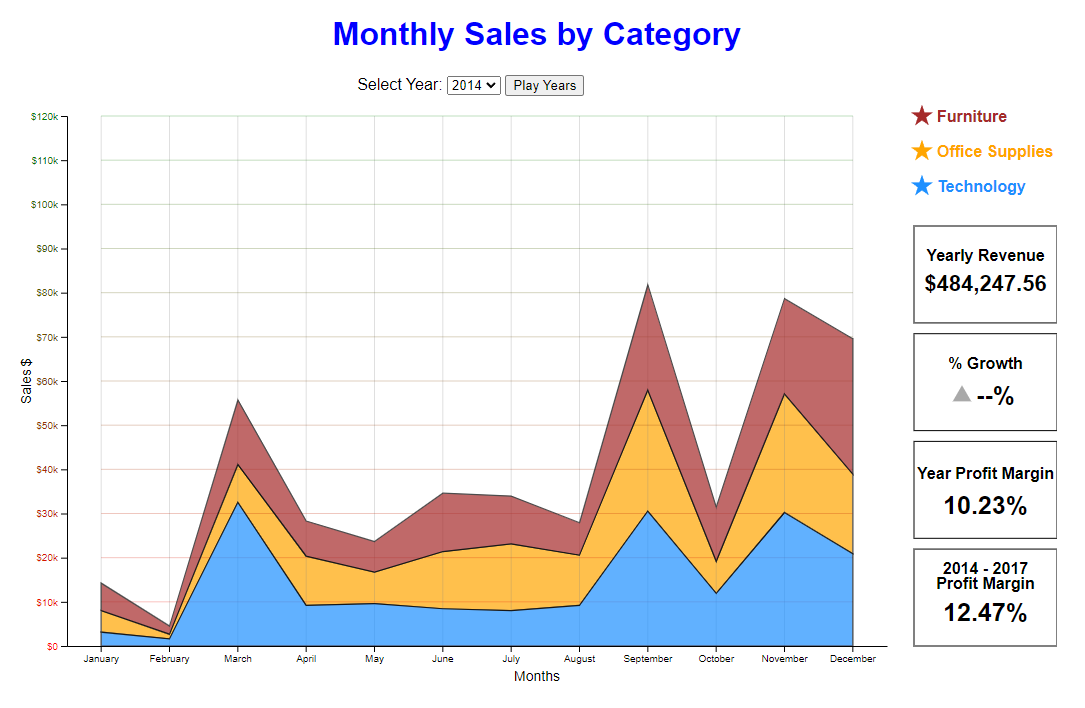 Monthly Sales by Category
Select Year: 2014 Play Years
$120k
$110k
$100k
$90k
$80k
$70k
$60k
$50k
$40k
$30k
$20k
$10k
$0
Sales $
January February March April May June July August September October November December
Months
Furniture
Office Supplies
Technology
Yearly Revenue
$484,247.56
% Growth
--%
Year Profit Margin
10.23%
2014 - 2017
Profit Margin
12.47%